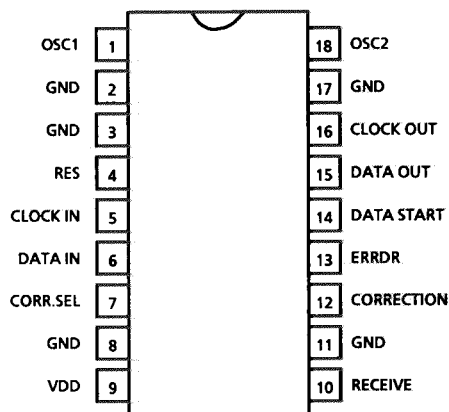 OSC1 1 18 OSC2
GND 2 17 GND
GND 3 16 CLOCK OUT
RES 4 15 DATA OUT
CLOCK IN 5 14 DATA START
DATA IN 6 13 ERRDR
CORR.SEL 7 12 CORRECTION
GND 8 11 GND
VDD 9 10 RECEIVE